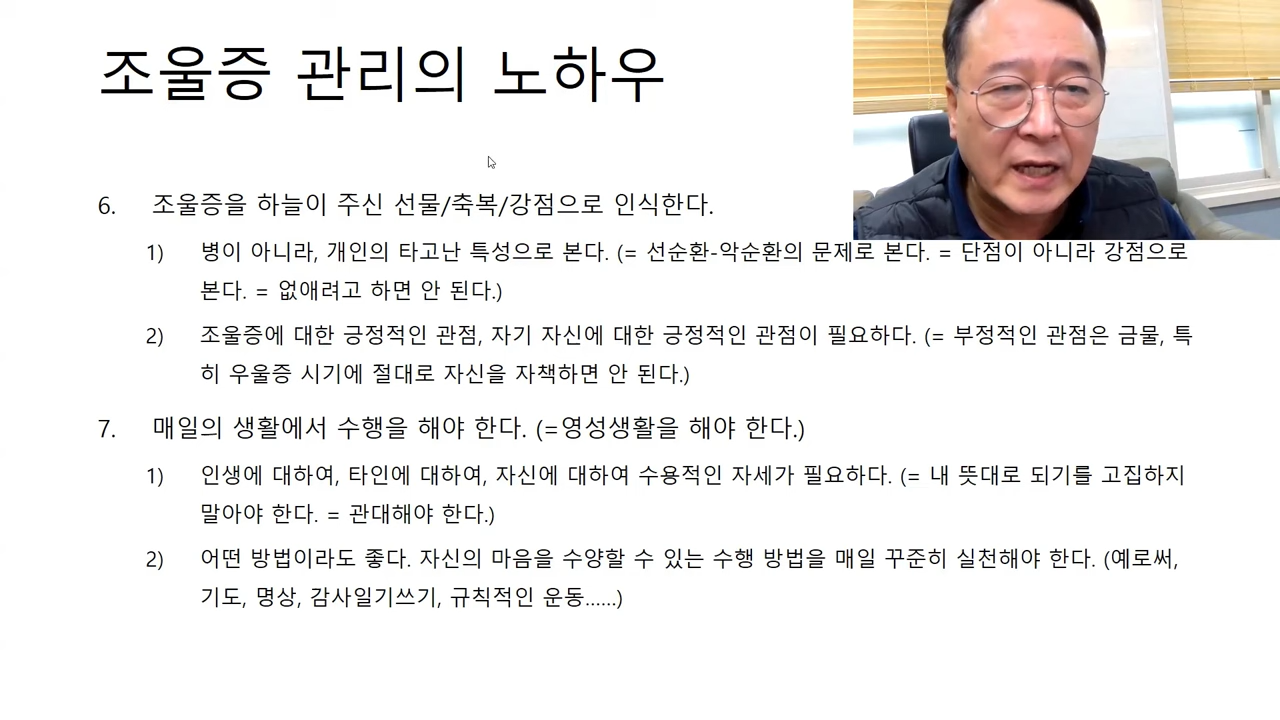 조울증 관리의 노하우
6. 조울증을 하늘이 주신 선물/축복/강점으로 인식한다.
1) 병이 아니라, 개인의 타고난 특성으로 본다. (= 선순환-악순환의 문제로 본다. = 단점이 아니라 강점으로
본다. = 없애려고 하면 안 된다.)
2) 조울증에 대한 긍정적인 관점, 자기 자신에 대한 긍정적인 관점이 필요하다. (= 부정적인 관점은 금물, 특
히 우울증 시기에 절대로 자신을 자책하면 안 된다.)
7. 매일의 생활에서 수행을 해야 한다. (=영성생활을 해야 한다.)
1) 인생에 대하여, 타인에 대하여, 자신에 대하여 수용적인 자세가 필요하다. (= 내 뜻대로 되기를 고집하지
말아야 한다. = 관대해야 한다.)
2) 어떤 방법이라도 좋다. 자신의 마음을 수양할 수 있는 수행 방법을 매일 꾸준히 실천해야 한다. (예로써,
기도, 명상, 감사일기쓰기, 규칙적인 운동......)